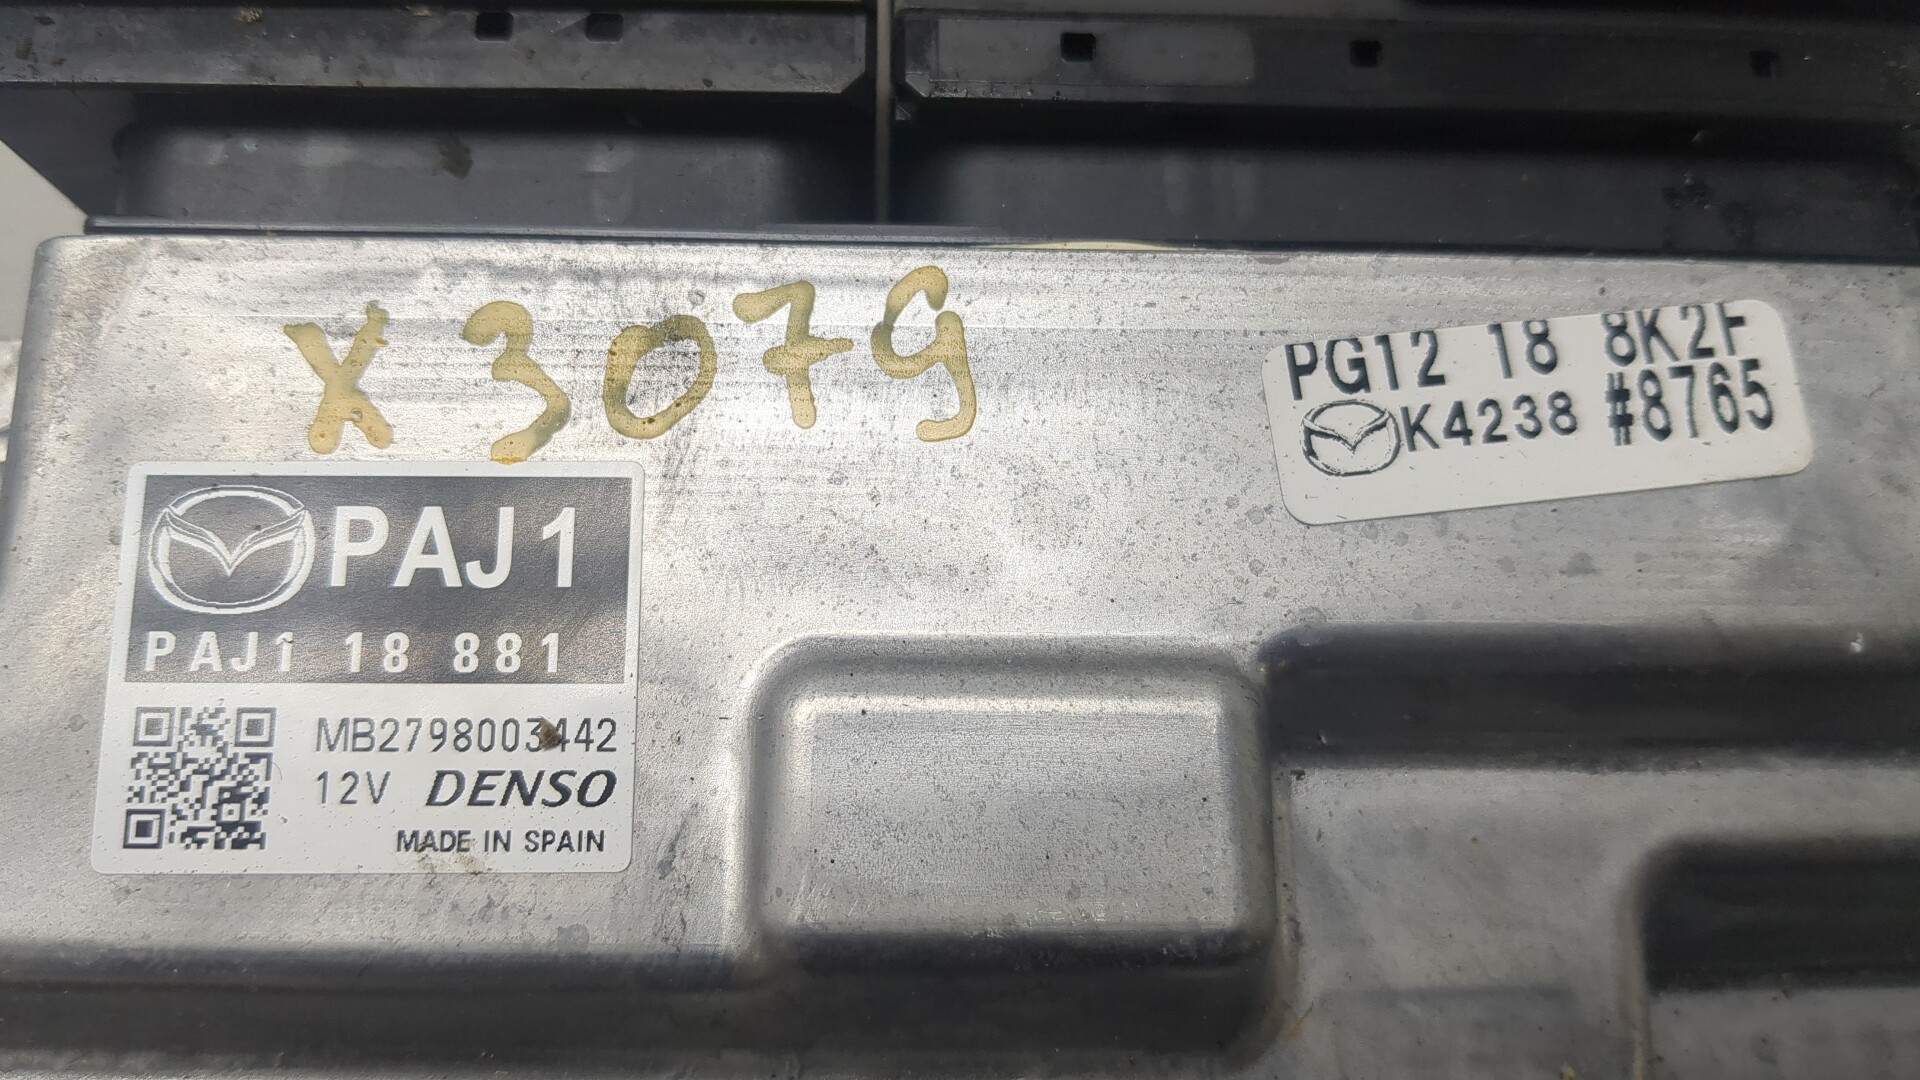 X 3079
PG12 18 8K2F
K4238 #8765
PAJ1
PAJ1 18 881
MB2798003442
12V DENSO
MADE IN SPAIN